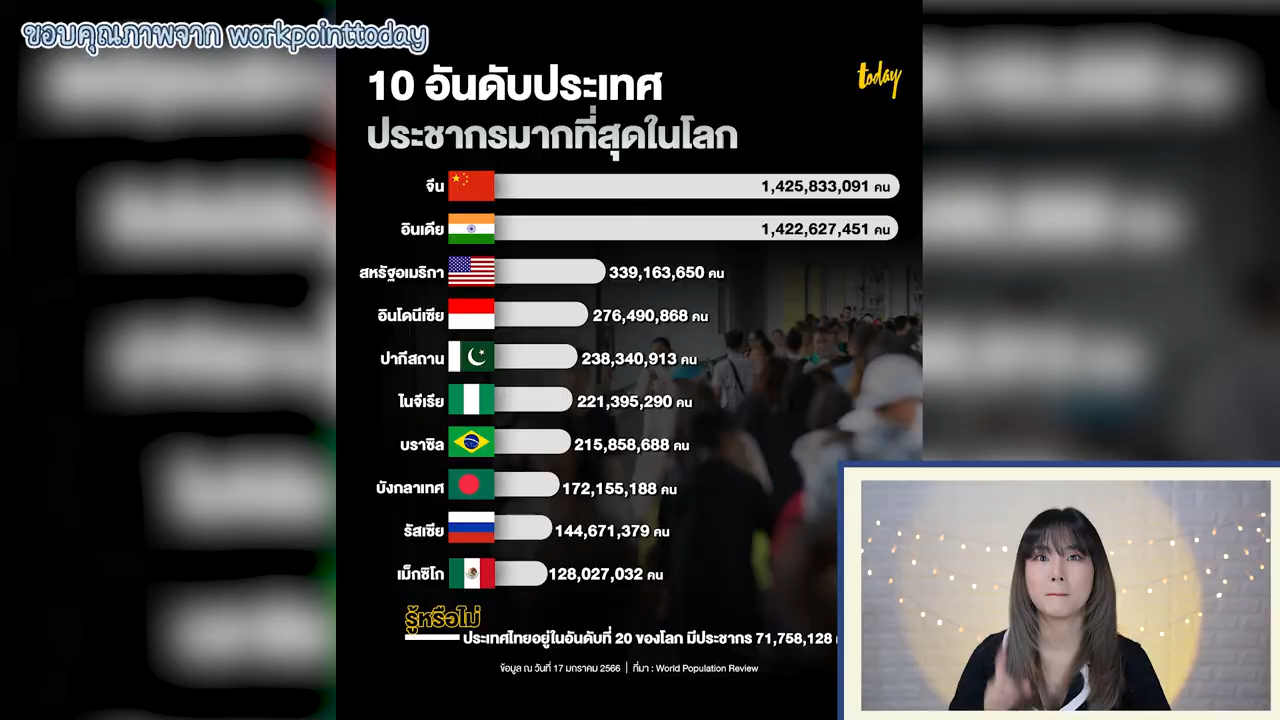 ขอบคุณภาพจาก workpointtoday
today
10 อันดับประเทศ
ประชากรมากที่สุดในโลก
จีน 1,425,833,091 คน
อินเดีย 1,422,627,451 คน
สหรัฐอเมริกา 339,163,650 คน
อินโดนีเซีย 276,490,868 คน
ปากีสถาน 238,340,913 คน
ไนจีเรีย 221,395,290 คน
บราซิล 215,858,688 คน
บังกลาเทศ 172,155,188 คน
รัสเซีย 144,671,379 คน
เม็กซิโก 128,027,032 คน
รู้หรือไม่
ประเทศไทยอยู่ในอันดับที่ 20 ของโลก มีประชากร 71,758,128
ข้อมูล ณ วันที่ 17 มกราคม 2566 | ที่มา : World Population Review